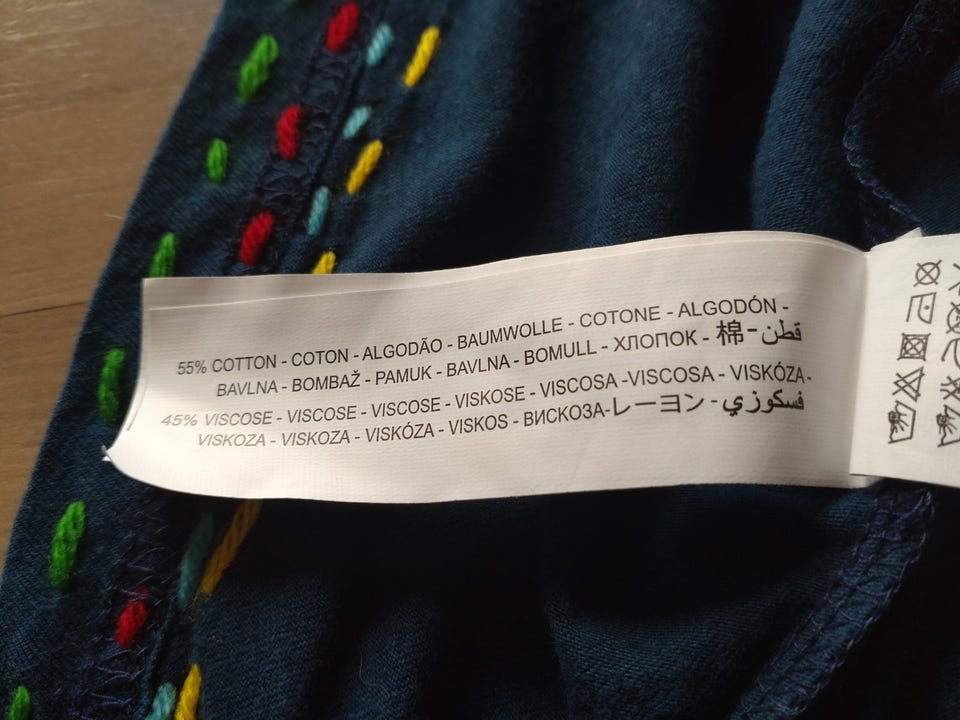 55% COTTON - COTON - ALGODÃO - BAUMWOLLE - COTONE - ALGODÓN -
BAVLNA - BOMBAŽ - PAMUK - BAVLNA - BOMULL - ХЛОПОК - 棉 - قطن
45% VISCOSE - VISCOSE - VISCOSE - VISKOSE - VISCOSA -VISCOSA - VISKÓZA -
VISKOZA - VISKOZA - VISKÓZA - VISKOS - ВИСКОЗА-レーヨン - فسكوزي